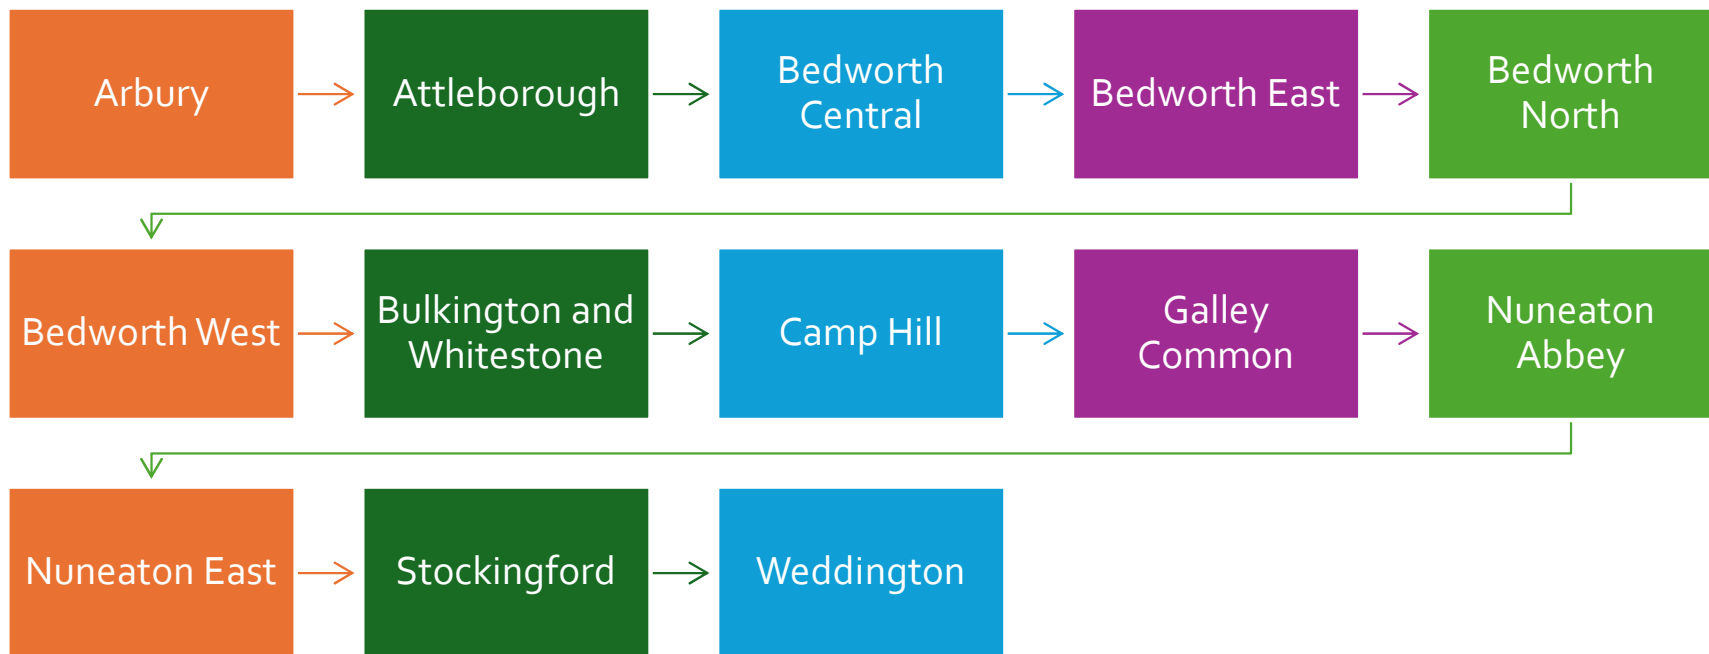 Arbury
Attleborough
Bedworth
Central
Bedworth East
Bedworth
North
Bedworth West
Bulkington and
Whitestone
Camp Hill
Galley
Common
Nuneaton
Abbey
Nuneaton East
Stockingford
Weddington